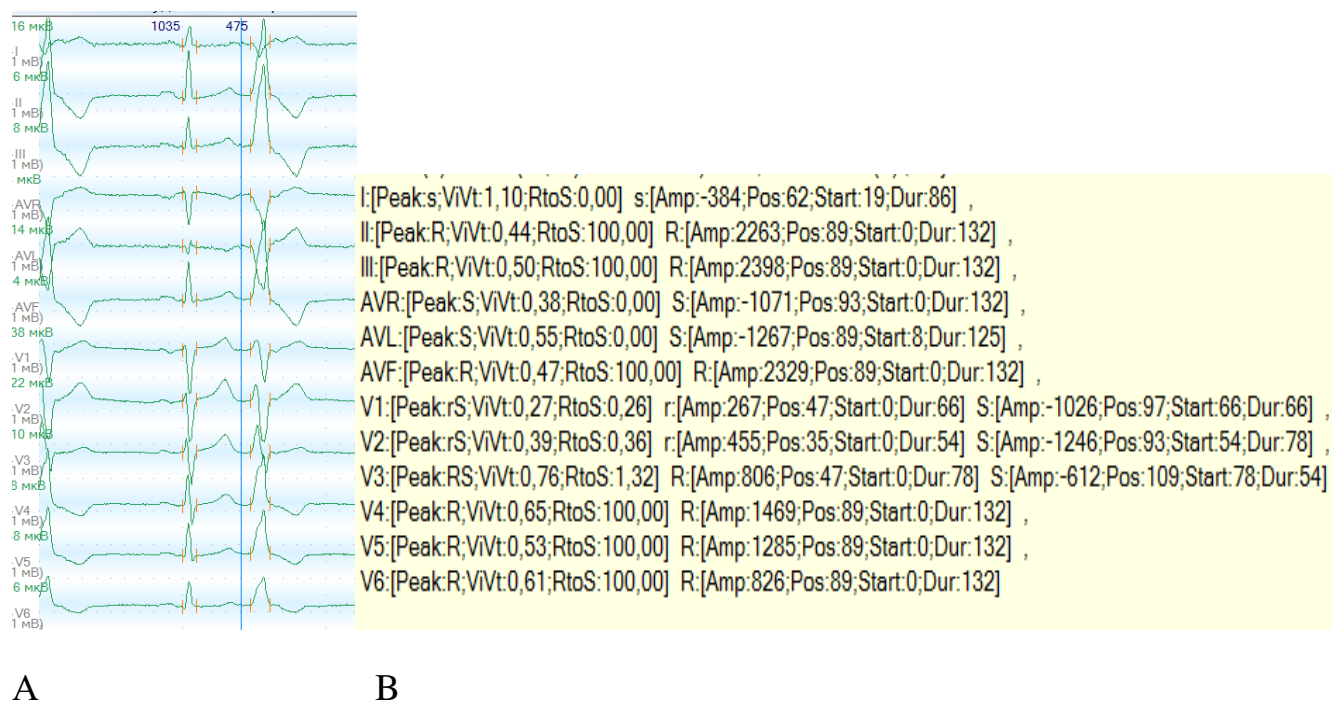 16 мкВ
1035 475
I
1 мВ)
6 мкВ
II
1 мВ)
8 мкВ
III
1 мВ)
мкВ
AVR
1 мВ)
14 мкВ
AVL
1 мВ)
4 мкВ
AVF
1 мВ)
38 мкВ
V1
1 мВ)
22 мкВ
V2
1 мВ)
10 мкВ
V3
1 мВ)
8 мкВ
V4
1 мВ)
8 мкВ
V5
1 мВ)
6 мкВ
V6
1 мВ)
I:[Peak:s;ViVt:1,10;RtoS:0,00] s:[Amp:-384;Pos:62;Start:19;Dur:86] ,
II:[Peak:R;ViVt:0,44;RtoS:100,00] R:[Amp:2263;Pos:89;Start:0;Dur:132] ,
III:[Peak:R;ViVt:0,50;RtoS:100,00] R:[Amp:2398;Pos:89;Start:0;Dur:132] ,
AVR:[Peak:S;ViVt:0,38;RtoS:0,00] S:[Amp:-1071;Pos:93;Start:0;Dur:132] ,
AVL:[Peak:S;ViVt:0,55;RtoS:0,00] S:[Amp:-1267;Pos:89;Start:8;Dur:125] ,
AVF:[Peak:R;ViVt:0,47;RtoS:100,00] R:[Amp:2329;Pos:89;Start:0;Dur:132] ,
V1:[Peak:rS;ViVt:0,27;RtoS:0,26] r:[Amp:267;Pos:47;Start:0;Dur:66] S:[Amp:-1026;Pos:97;Start:66;Dur:66] ,
V2:[Peak:rS;ViVt:0,39;RtoS:0,36] r:[Amp:455;Pos:35;Start:0;Dur:54] S:[Amp:-1246;Pos:93;Start:54;Dur:78] ,
V3:[Peak:RS;ViVt:0,76;RtoS:1,32] R:[Amp:806;Pos:47;Start:0;Dur:78] S:[Amp:-612;Pos:109;Start:78;Dur:54]
V4:[Peak:R;ViVt:0,65;RtoS:100,00] R:[Amp:1469;Pos:89;Start:0;Dur:132] ,
V5:[Peak:R;ViVt:0,53;RtoS:100,00] R:[Amp:1285;Pos:89;Start:0;Dur:132] ,
V6:[Peak:R;ViVt:0,61;RtoS:100,00] R:[Amp:826;Pos:89;Start:0;Dur:132]
A B